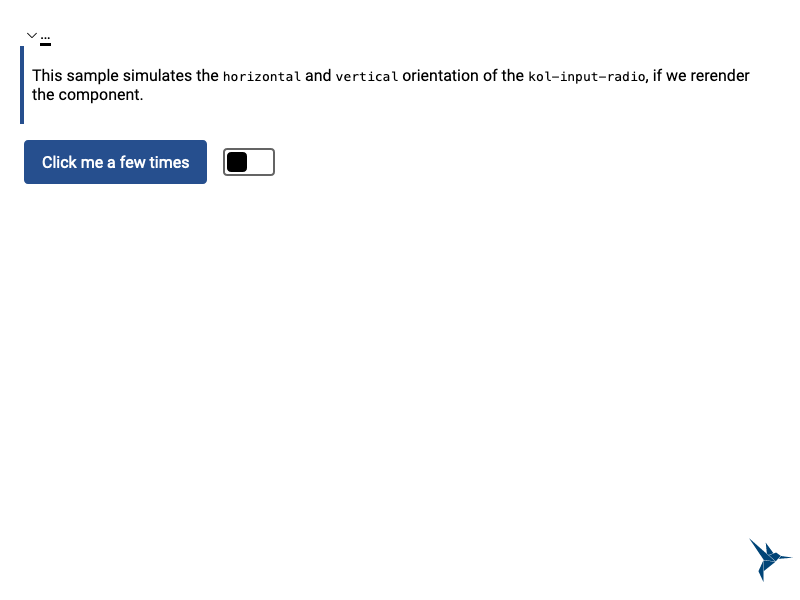 ...
This sample simulates the horizontal and vertical orientation of the kol-input-radio, if we rerender
the component.
Click me a few times